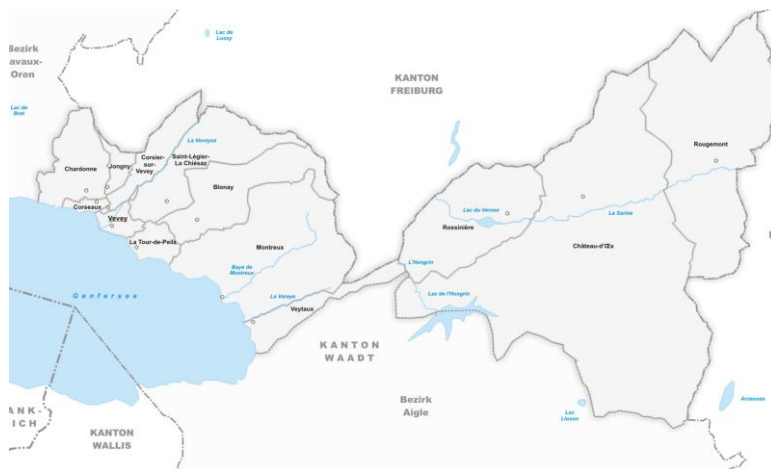 Lac de
Lussy
Bezirk
avaux-
Oron
Lac de
Bret
KANTON
FREIBURG
La Veveyse
Chardonne
Jongny
Corsier-
sur-
Vevey
Saint-Légier-
La Chiésaz
Blonay
Corseaux
Vevey
La Tour-de-Peilz
Montreux
Baye de
Montreux
La Veraye
Veytaux
Genfersee
Rougemont
Lac du Vernex
Rossinière
La Sarine
Château-d'Œx
L'Hongrin
Lac de l'Hongrin
KANTON
WAADT
Bezirk
Aigle
Lac
Lioson
Arnensee
ANK-
ICH
KANTON
WALLIS